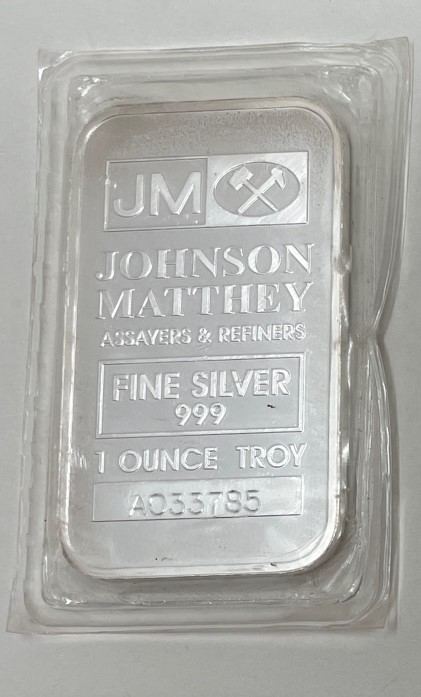 JM
JOHNSON
MATTHEY
ASSAYERS & REFINERS
FINE SILVER
999
1 OUNCE TROY
A033785